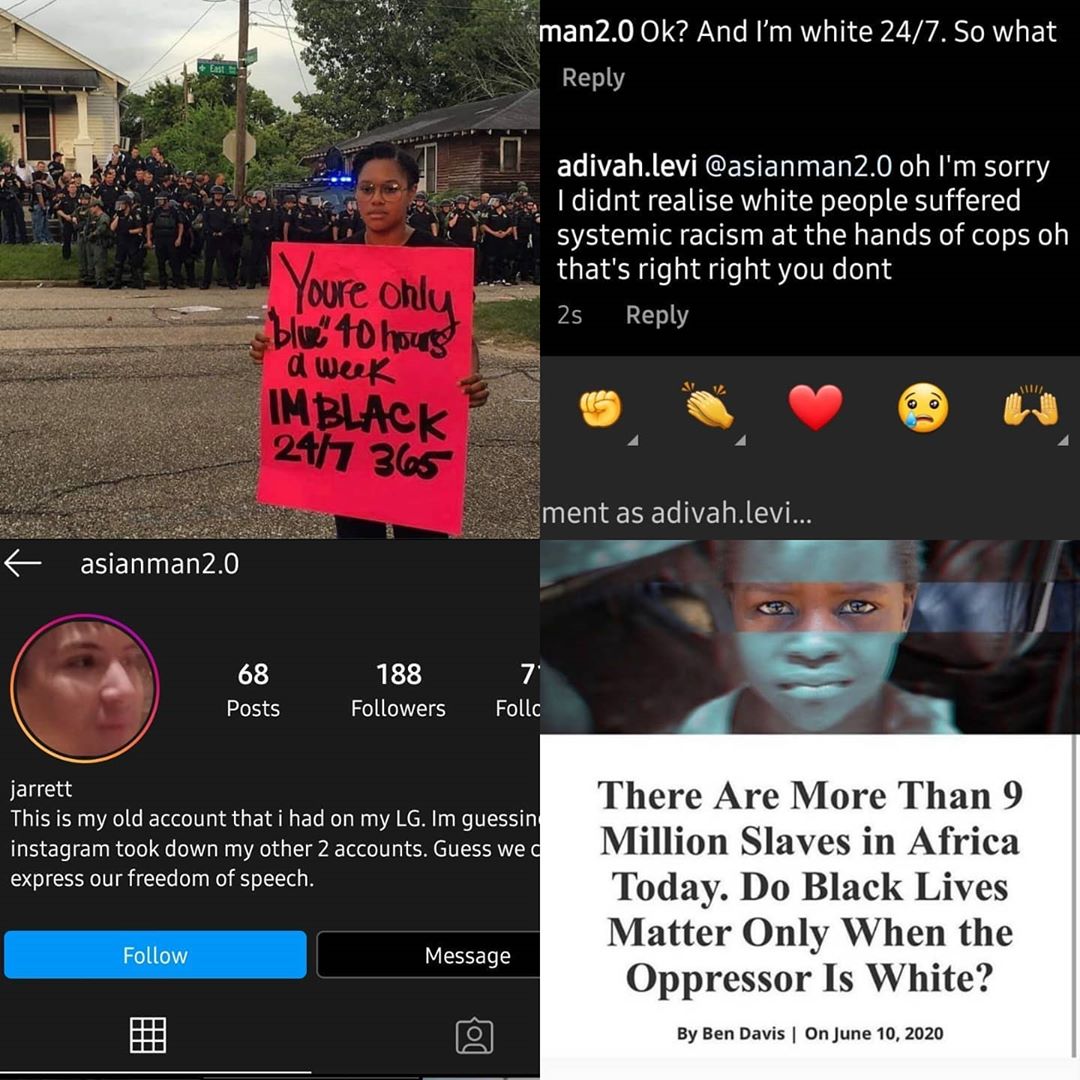 East
Youre only
"blue" 40 hours
a week
IM BLACK
24/7 365
man2.0 Ok? And I’m white 24/7. So what
Reply
adivah.levi @asianman2.0 oh I'm sorry
I didnt realise white people suffered
systemic racism at the hands of cops oh
that's right right you dont
2s Reply
ment as adivah.levi...
asianman2.0
68 188 7
Posts Followers Follo
jarrett
This is my old account that i had on my LG. Im guessin
instagram took down my other 2 accounts. Guess we c
express our freedom of speech.
Follow Message
There Are More Than 9
Million Slaves in Africa
Today. Do Black Lives
Matter Only When the
Oppressor Is White?
By Ben Davis | On June 10, 2020